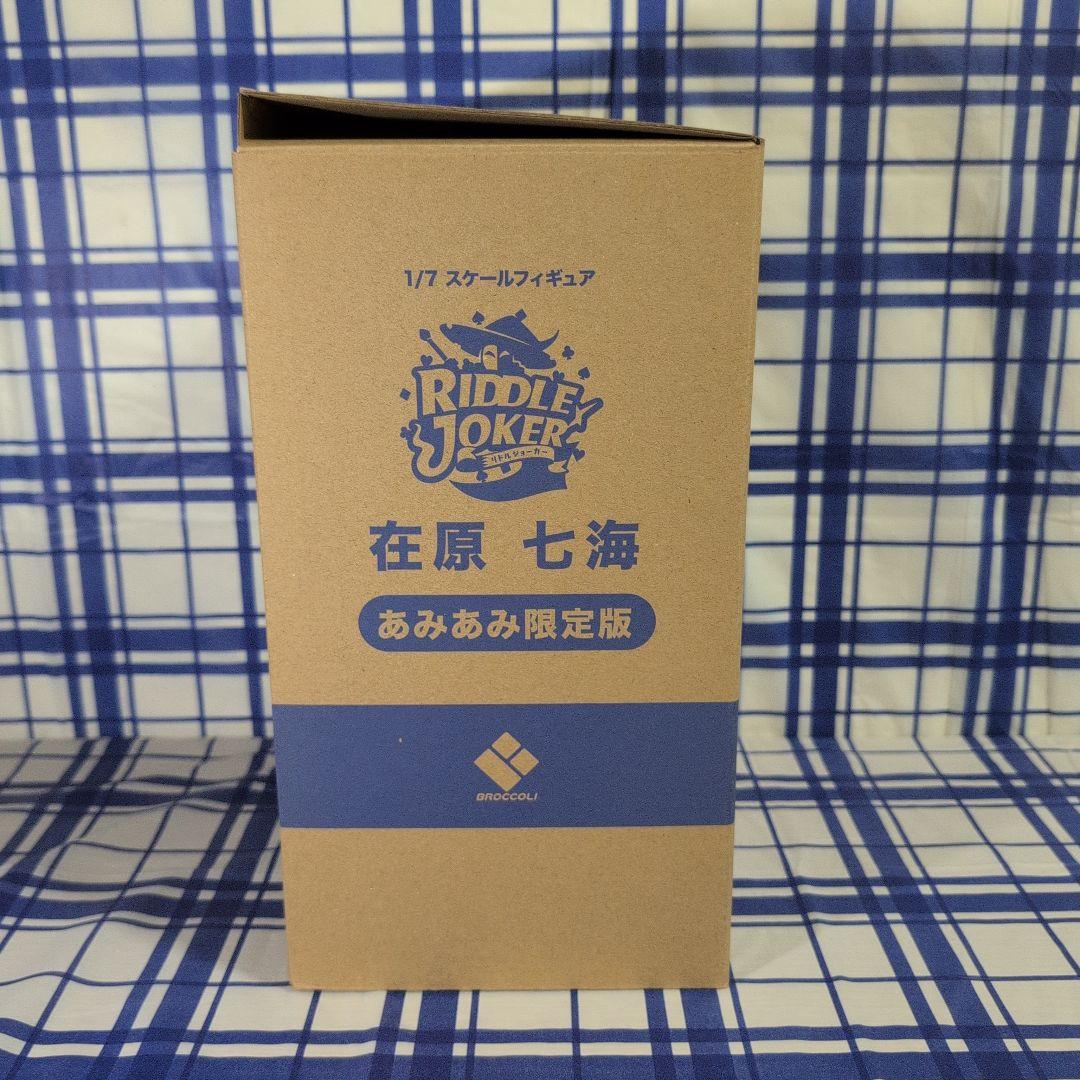 1/7 スケールフィギュア
RIDDLE
JOKER
リドルジョーカー
在原 七海
あみあみ限定版
BROCCOLI